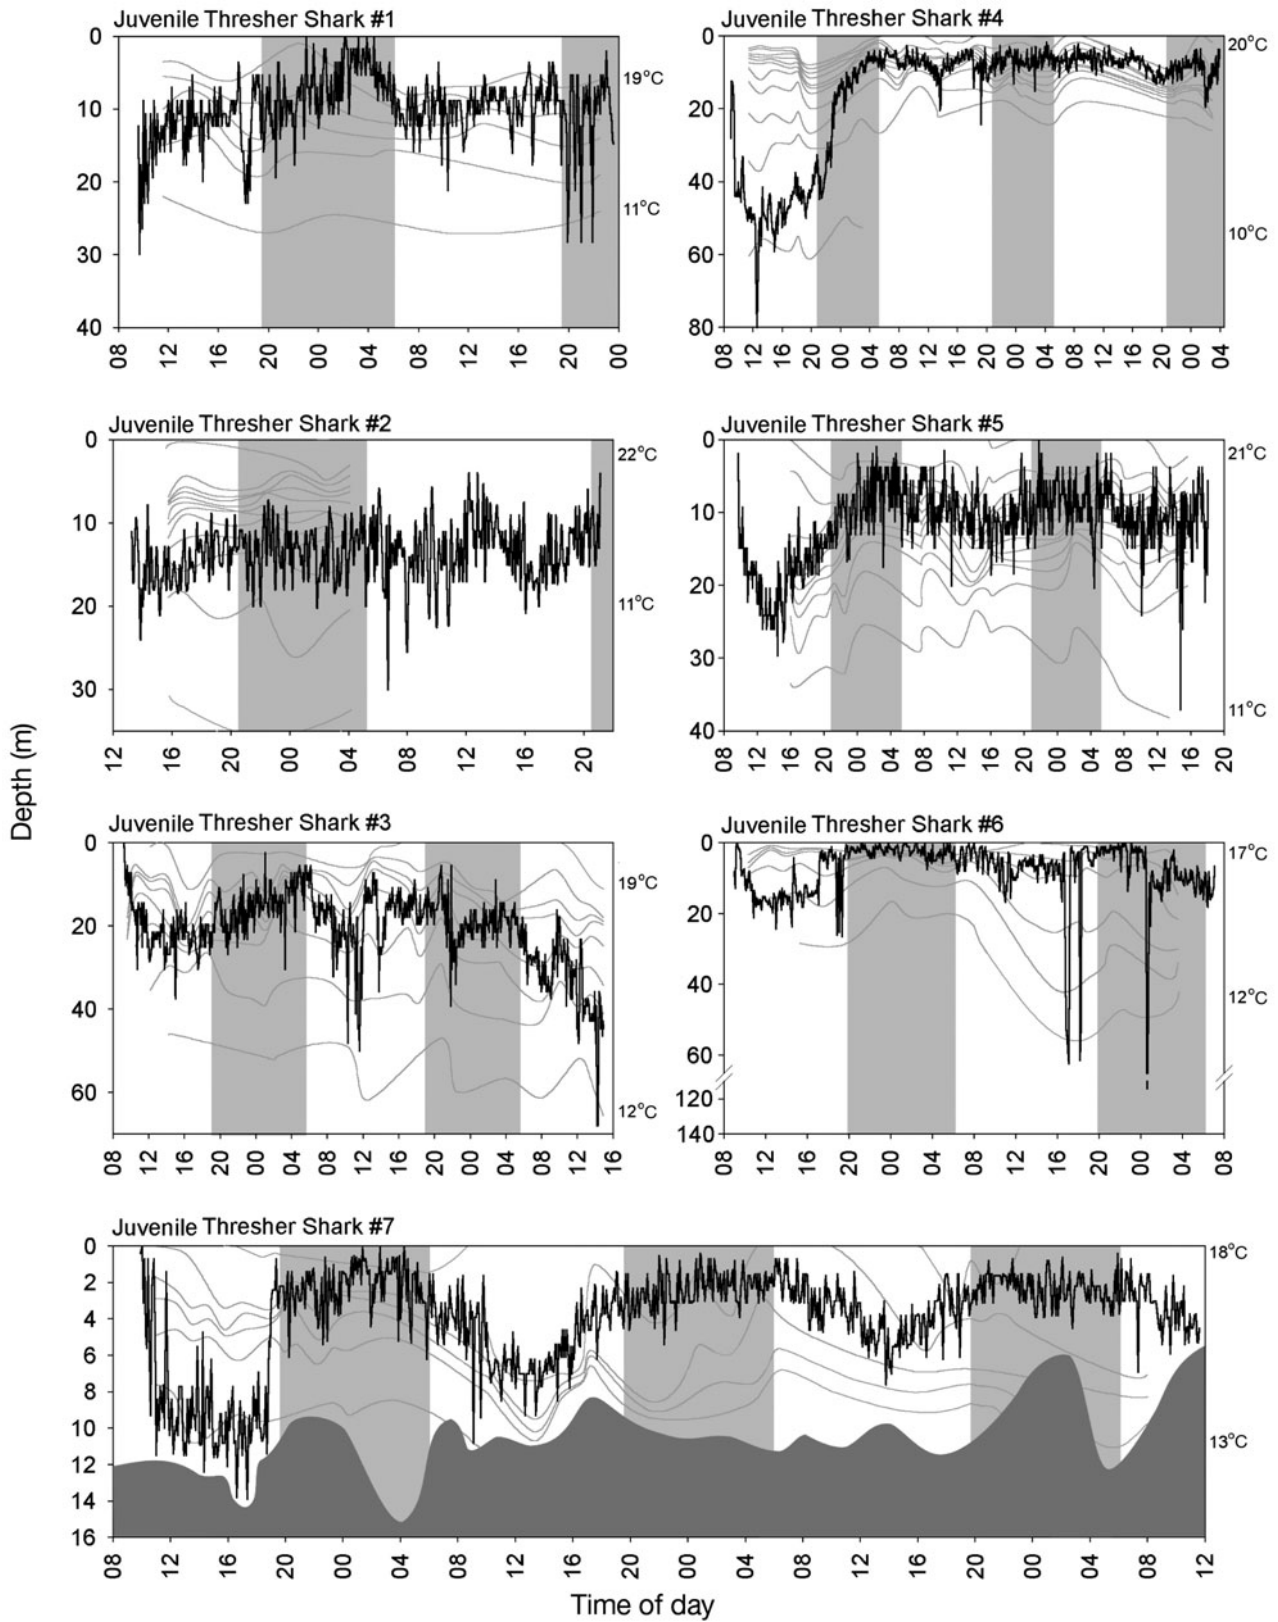 Juvenile Thresher Shark #1
0
10
20
30
40
19°C
11°C
08 12 16 20 00 04 08 12 16 20 00
Juvenile Thresher Shark #4
0
20
40
60
80
20°C
10°C
08 12 16 20 00 04 08 12 16 20 00 04 08 12 16 20 00 04
Juvenile Thresher Shark #2
0
10
20
30
22°C
11°C
12 16 20 00 04 08 12 16 20
Juvenile Thresher Shark #5
0
10
20
30
40
21°C
11°C
08 12 16 20 00 04 08 12 16 20 00 04 08 12 16 20
Depth (m)
Juvenile Thresher Shark #3
0
20
40
60
19°C
12°C
08 12 16 20 00 04 08 12 16 20 00 04 08 12 16
Juvenile Thresher Shark #6
0
20
40
60
120
140
17°C
12°C
08 12 16 20 00 04 08 12 16 20 00 04 08
Juvenile Thresher Shark #7
0
2
4
6
8
10
12
14
16
18°C
13°C
08 12 16 20 00 04 08 12 16 20 00 04 08 12 16 20 00 04 08 12
Time of day